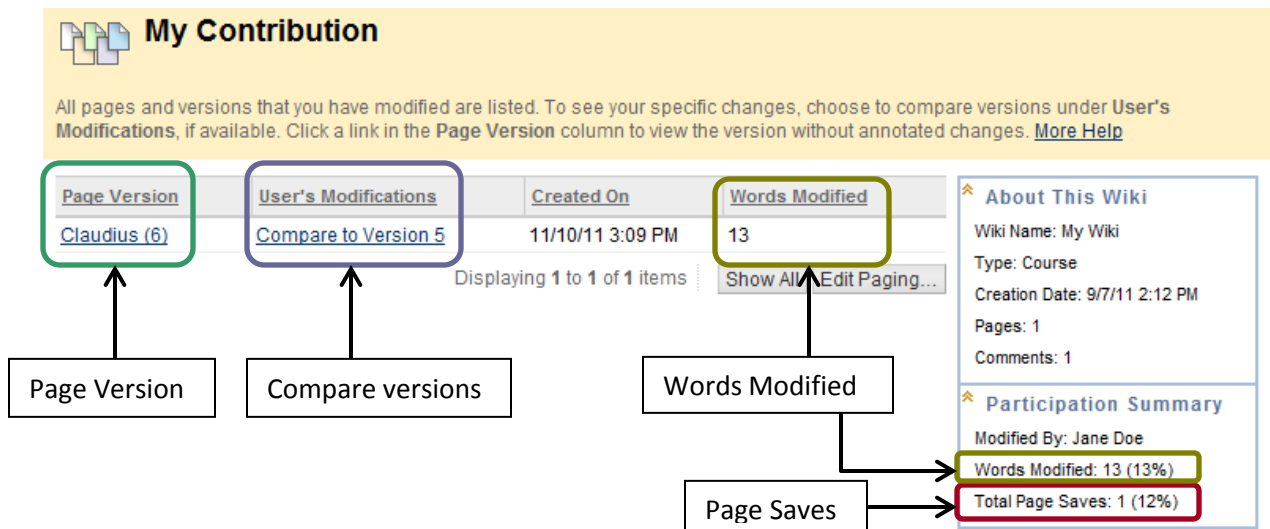 My Contribution
All pages and versions that you have modified are listed. To see your specific changes, choose to compare versions under User's
Modifications, if available. Click a link in the Page Version column to view the version without annotated changes. More Help
Page Version User's Modifications Created On Words Modified
Claudius (6) Compare to Version 5 11/10/11 3:09 PM 13
Displaying 1 to 1 of 1 items Show All Edit Paging...
About This Wiki
Wiki Name: My Wiki
Type: Course
Creation Date: 9/7/11 2:12 PM
Pages: 1
Comments: 1
Participation Summary
Modified By: Jane Doe
Words Modified: 13 (13%)
Total Page Saves: 1 (12%)
Page Version
Compare versions
Words Modified
Page Saves